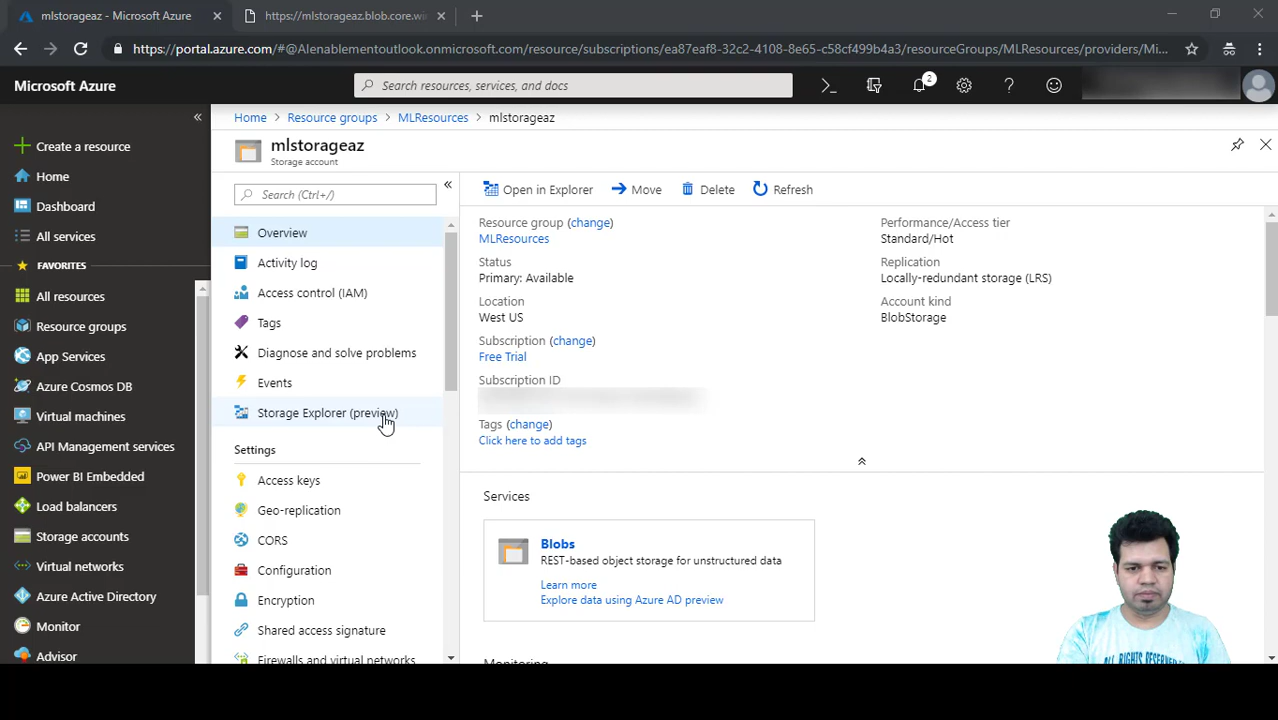 mlstorageaz - Microsoft Azure
https://mlstorageaz.blob.core.wi
https://portal.azure.com/#@AIenablementoutlook.onmicrosoft.com/resource/subscriptions/ea87eaf8-32c2-4108-8e65-c58cf499b4a3/resourceGroups/MLResources/providers/Mi...
Microsoft Azure
Search resources, services, and docs
2
Home > Resource groups > MLResources > mlstorageaz
mlstorageaz
Storage account
Create a resource
Home
Dashboard
All services
FAVORITES
All resources
Resource groups
App Services
Azure Cosmos DB
Virtual machines
API Management services
Power BI Embedded
Load balancers
Storage accounts
Virtual networks
Azure Active Directory
Monitor
Advisor
Search (Ctrl+/)
Overview
Activity log
Access control (IAM)
Tags
Diagnose and solve problems
Events
Storage Explorer (preview)
Settings
Access keys
Geo-replication
CORS
Configuration
Encryption
Shared access signature
Firewalls and virtual networks
Open in Explorer Move Delete Refresh
Resource group (change)
MLResources
Status
Primary: Available
Location
West US
Subscription (change)
Free Trial
Subscription ID
Tags (change)
Click here to add tags
Performance/Access tier
Standard/Hot
Replication
Locally-redundant storage (LRS)
Account kind
BlobStorage
Services
Blobs
REST-based object storage for unstructured data
Learn more
Explore data using Azure AD preview
Monitoring
ALL RIGHTS RESERVED